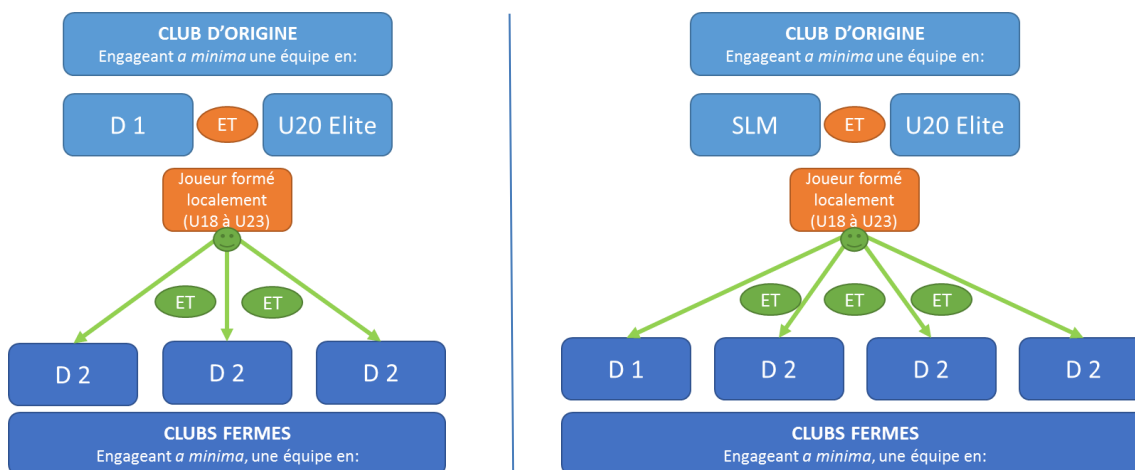 CLUB D'ORIGINE
Engageant a minima une équipe en:
D 1
ET
U20 Elite
Joueur formé
localement
(U18 à U23)
ET
ET
D 2
D 2
D 2
CLUBS FERMES
Engageant a minima, une équipe en:
CLUB D'ORIGINE
Engageant a minima une équipe en:
SLM
ET
U20 Elite
Joueur formé
localement
(U18 à U23)
ET
ET
ET
D 1
D 2
D 2
D 2
CLUBS FERMES
Engageant a minima, une équipe en: